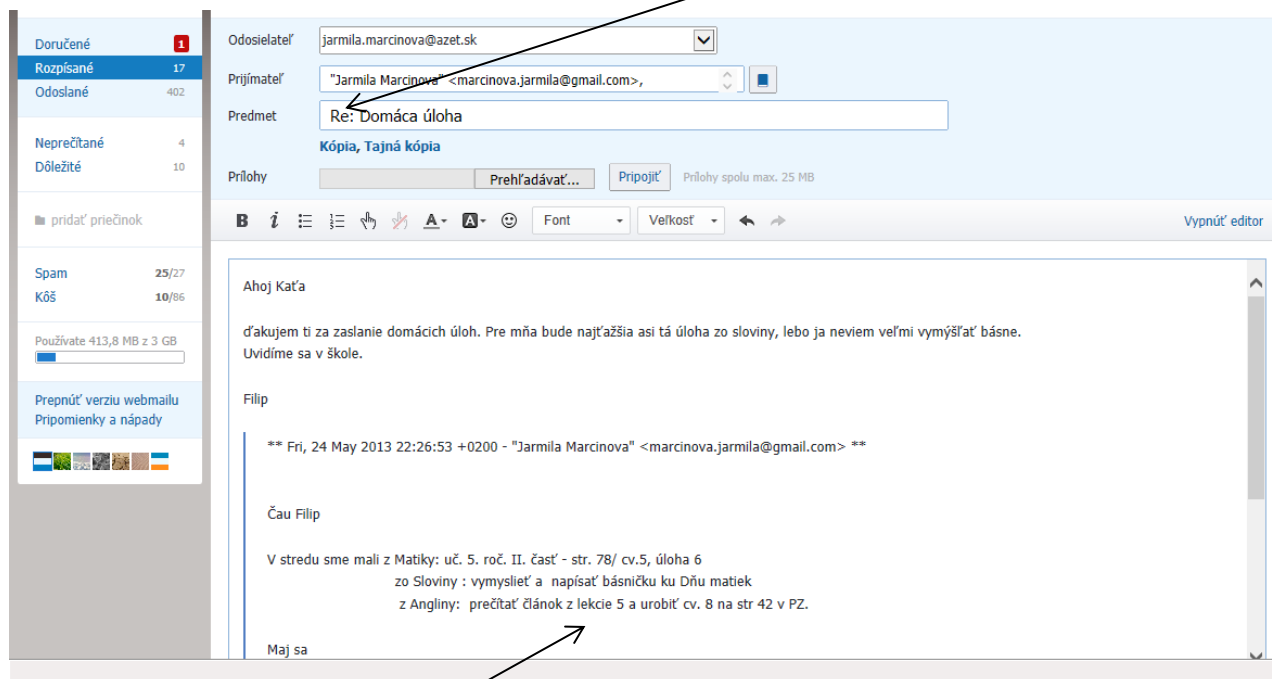 Doručené 1
Rozpísané 17
Odoslané 402
Neprečítané 4
Dôležité 10
pridať priečinok
Spam 25/27
Kôš 10/86
Používate 413,8 MB z 3 GB
Prepnúť verziu webmailu
Pripomienky a nápady
Odosielateľ jarmila.marcinova@azet.sk
Prijímateľ "Jarmila Marcinova" <marcinova.jarmila@gmail.com>,
Predmet Re: Domáca úloha
Kópia, Tajná kópia
Prílohy Prehľadávať... Pripojiť Prílohy spolu max. 25 MB
B i A A Font Veľkosť Vypnúť editor
Ahoj Kaťa
ďakujem ti za zaslanie domácich úloh. Pre mňa bude najťažšia asi tá úloha zo sloviny, lebo ja neviem veľmi vymýšľať básne.
Uvidíme sa v škole.
Filip
** Fri, 24 May 2013 22:26:53 +0200 - "Jarmila Marcinova" <marcinova.jarmila@gmail.com> **
Čau Filip
V stredu sme mali z Matiky: uč. 5. roč. II. časť - str. 78/ cv.5, úloha 6
zo Sloviny : vymyslieť a napísať básničku ku Dňu matiek
z Angliny: prečítať článok z lekcie 5 a urobiť cv. 8 na str 42 v PZ.
Maj sa